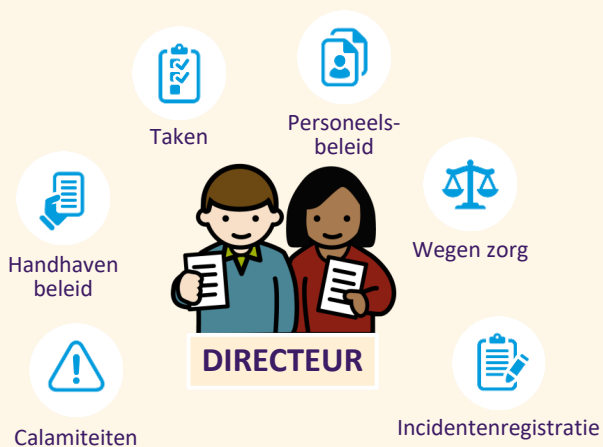 Taken
Personeels-
beleid
Handhaven
beleid
Wegen zorg
DIRECTEUR
Calamiteiten
Incidentenregistratie